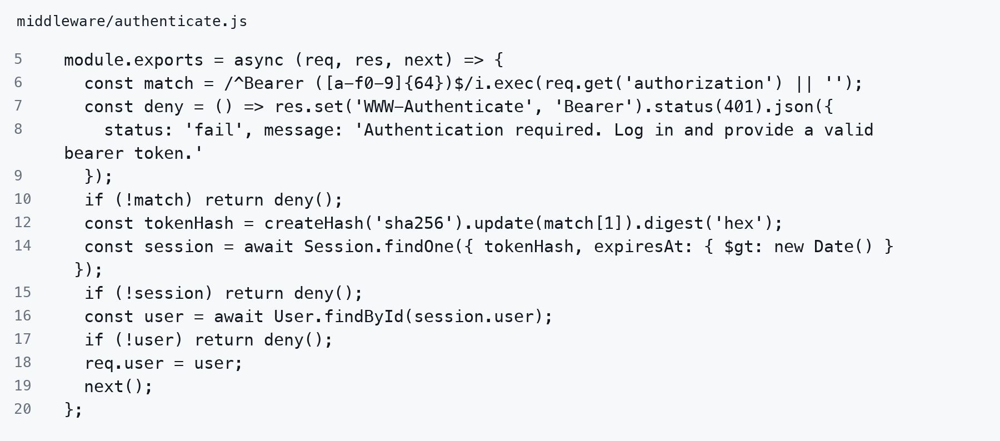 middleware/authenticate.js
5 module.exports = async (req, res, next) => {
6 const match = /^Bearer ([a-f0-9]{64})$/i.exec(req.get('authorization') || '');
7 const deny = () => res.set('WWW-Authenticate', 'Bearer').status(401).json({
8 status: 'fail', message: 'Authentication required. Log in and provide a valid
bearer token.'
9 });
10 if (!match) return deny();
12 const tokenHash = createHash('sha256').update(match[1]).digest('hex');
14 const session = await Session.findOne({ tokenHash, expiresAt: { $gt: new Date() }
});
15 if (!session) return deny();
16 const user = await User.findById(session.user);
17 if (!user) return deny();
18 req.user = user;
19 next();
20 };